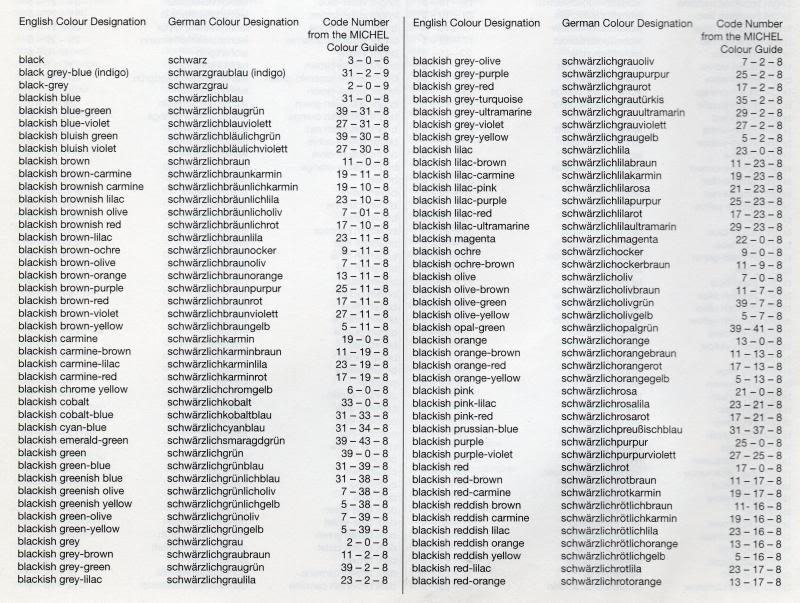 English Colour Designation German Colour Designation Code Number
from the MICHEL
Colour Guide
black schwarz 3 – 0 – 6
black grey-blue (indigo) schwarzgraublau (indigo) 31 – 2 – 9
black-grey schwarzgrau 2 – 0 – 9
blackish blue schwärzlichblau 31 – 0 – 8
blackish blue-green schwärzlichblaugrün 39 – 31 – 8
blackish blue-violet schwärzlichblauviolett 27 – 31 – 8
blackish bluish green schwärzlichbläulichgrün 39 – 30 – 8
blackish bluish violet schwärzlichbläulichviolett 27 – 30 – 8
blackish brown schwärzlichbraun 11 – 0 – 8
blackish brown-carmine schwärzlichbraunkarmin 19 – 11 – 8
blackish brownish carmine schwärzlichbräunlichkarmin 19 – 10 – 8
blackish brownish lilac schwärzlichbräunlichlila 23 – 10 – 8
blackish brownish olive schwärzlichbräunlicholiv 7 – 01 – 8
blackish brownish red schwärzlichbräunlichrot 17 – 10 – 8
blackish brown-lilac schwärzlichbraunlila 23 – 11 – 8
blackish brown-ochre schwärzlichbraunocker 9 – 11 – 8
blackish brown-olive schwärzlichbraunoliv 7 – 11 – 8
blackish brown-orange schwärzlichbraunorange 13 – 11 – 8
blackish brown-purple schwärzlichbraunpurpur 25 – 11 – 8
blackish brown-red schwärzlichbraunrot 17 – 11 – 8
blackish brown-violet schwärzlichbraunviolett 27 – 11 – 8
blackish brown-yellow schwärzlichbraungelb 5 – 11 – 8
blackish carmine schwärzlichkarmin 19 – 0 – 8
blackish carmine-brown schwärzlichkarminbraun 11 – 19 – 8
blackish carmine-lilac schwärzlichkarminlila 23 – 19 – 8
blackish carmine-red schwärzlichkarminrot 17 – 19 – 8
blackish chrome yellow schwärzlichchromgelb 6 – 0 – 8
blackish cobalt schwärzlichkobalt 33 – 0 – 8
blackish cobalt-blue schwärzlichkobaltblau 31 – 33 – 8
blackish cyan-blue schwärzlichcyanblau 31 – 34 – 8
blackish emerald-green schwärzlichsmaragdgrün 39 – 43 – 8
blackish green schwärzlichgrün 39 – 0 – 8
blackish green-blue schwärzlichgrünblau 31 – 39 – 8
blackish greenish blue schwärzlichgrünlichblau 31 – 38 – 8
blackish greenish olive schwärzlichgrünlicholiv 7 – 38 – 8
blackish greenish yellow schwärzlichgrünlichgelb 5 – 38 – 8
blackish green-olive schwärzlichgrünoliv 7 – 39 – 8
blackish green-yellow schwärzlichgrüngelb 5 – 39 – 8
blackish grey schwärzlichgrau 2 – 0 – 8
blackish grey-brown schwärzlichgraubraun 11 – 2 – 8
blackish grey-green schwärzlichgraugrün 39 – 2 – 8
blackish grey-lilac schwärzlichgraulila 23 – 2 – 8
English Colour Designation German Colour Designation Code Number
from the MICHEL
Colour Guide
blackish grey-olive schwärzlichgrauoliv 7 – 2 – 8
blackish grey-purple schwärzlichgraupurpur 25 – 2 – 8
blackish grey-red schwärzlichgraurot 17 – 2 – 8
blackish grey-turquoise schwärzlichgrautürkis 35 – 2 – 8
blackish grey-ultramarine schwärzlichgrauultramarin 29 – 2 – 8
blackish grey-violet schwärzlichgrauviolett 27 – 2 – 8
blackish grey-yellow schwärzlichgraugelb 5 – 2 – 8
blackish lilac schwärzlichlila 23 – 0 – 8
blackish lilac-brown schwärzlichlilabraun 11 – 23 – 8
blackish lilac-carmine schwärzlichlilakarmin 19 – 23 – 8
blackish lilac-pink schwärzlichlilarosa 21 – 23 – 8
blackish lilac-purple schwärzlichlilapurpur 25 – 23 – 8
blackish lilac-red schwärzlichlilarot 17 – 23 – 8
blackish lilac-ultramarine schwärzlichlilaultramarin 29 – 23 – 8
blackish magenta schwärzlichmagenta 22 – 0 – 8
blackish ochre schwärzlichocker 9 – 0 – 8
blackish ochre-brown schwärzlichockerbraun 11 – 9 – 8
blackish olive schwärzlicholiv 7 – 0 – 8
blackish olive-brown schwärzlicholivbraun 11 – 7 – 8
blackish olive-green schwärzlicholivgrün 39 – 7 – 8
blackish olive-yellow schwärzlicholivgelb 5 – 7 – 8
blackish opal-green schwärzlichopalgrün 39 – 41 – 8
blackish orange schwärzlichorange 13 – 0 – 8
blackish orange-brown schwärzlichorangebraun 11 – 13 – 8
blackish orange-red schwärzlichorangerot 17 – 13 – 8
blackish orange-yellow schwärzlichorangegelb 5 – 13 – 8
blackish pink schwärzlichrosa 21 – 0 – 8
blackish pink-lilac schwärzlichrosalila 23 – 21 – 8
blackish pink-red schwärzlichrosarot 17 – 21 – 8
blackish prussian-blue schwärzlichpreußischblau 31 – 37 – 8
blackish purple schwärzlichpurpur 25 – 0 – 8
blackish purple-violet schwärzlichpurpurviolett 27 – 25 – 8
blackish red schwärzlichrot 17 – 0 – 8
blackish red-brown schwärzlichrotbraun 11 – 17 – 8
blackish red-carmine schwärzlichrotkarmin 19 – 17 – 8
blackish reddish brown schwärzlichrötlichbraun 11- 16 – 8
blackish reddish carmine schwärzlichrötlichkarmin 19 – 16 – 8
blackish reddish lilac schwärzlichrötlichlila 23 – 16 – 8
blackish reddish orange schwärzlichrötlichorange 13 – 16 – 8
blackish reddish yellow schwärzlichrötlichgelb 5 – 16 – 8
blackish red-lilac schwärzlichrotlila 23 – 17 – 8
blackish red-orange schwärzlichrotorange 13 – 17 – 8